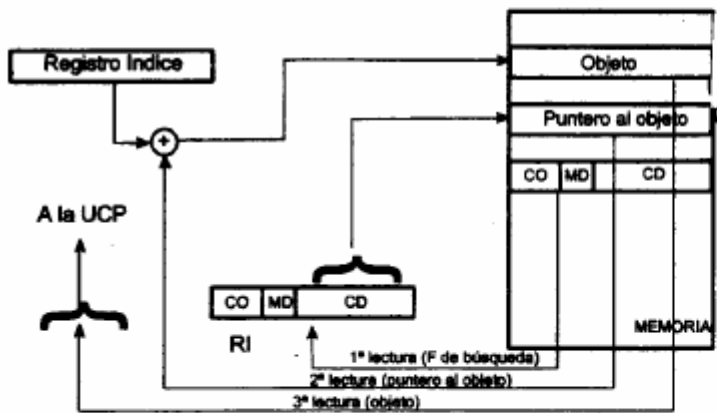 Registro Indice
Objeto
Puntero al objeto
CO MD CD
A la UCP
CO MD CD
RI
MEMORIA
1ª lectura (F de búsqueda)
2ª lectura (puntero al objeto)
3ª lectura (objeto)